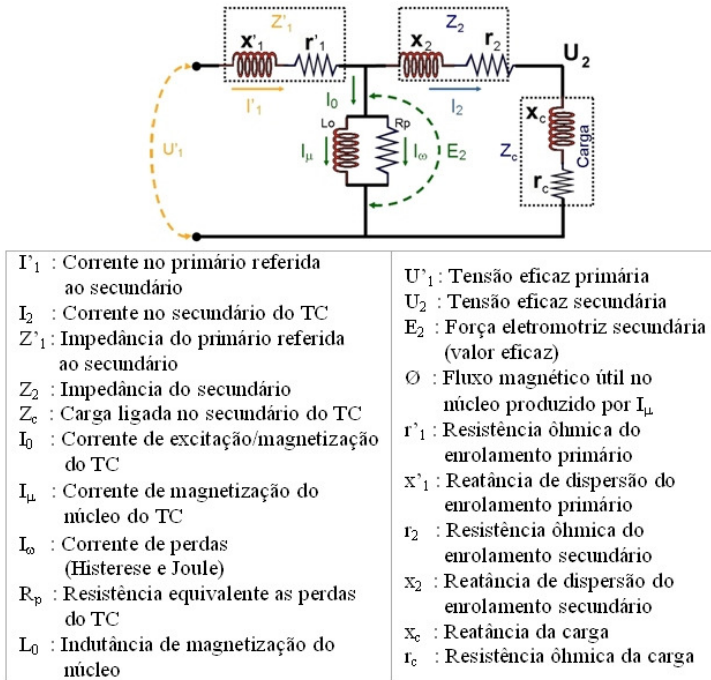 Z'₁
Z₂
x'₁
r'₁
x₂
r₂
U₂
I'₁
I₀
I₂
Lo
Rp
x꜀
U'₁
Iμ
Iω
E₂
Z꜀
Carga
r꜀
I'₁ : Corrente no primário referida
ao secundário
I₂ : Corrente no secundário do TC
Z'₁ : Impedância do primário referida
ao secundário
Z₂ : Impedância do secundário
Z꜀ : Carga ligada no secundário do TC
I₀ : Corrente de excitação/magnetização
do TC
Iμ : Corrente de magnetização do
núcleo do TC
Iω : Corrente de perdas
(Histerese e Joule)
Rₚ : Resistência equivalente as perdas
do TC
L₀ : Indutância de magnetização do
núcleo
U'₁ : Tensão eficaz primária
U₂ : Tensão eficaz secundária
E₂ : Força eletromotriz secundária
(valor eficaz)
Ø : Fluxo magnético útil no
núcleo produzido por Iμ
r'₁ : Resistência ôhmica do
enrolamento primário
x'₁ : Reatância de dispersão do
enrolamento primário
r₂ : Resistência ôhmica do
enrolamento secundário
x₂ : Reatância de dispersão do
enrolamento secundário
x꜀ : Reatância da carga
r꜀ : Resistência ôhmica da carga